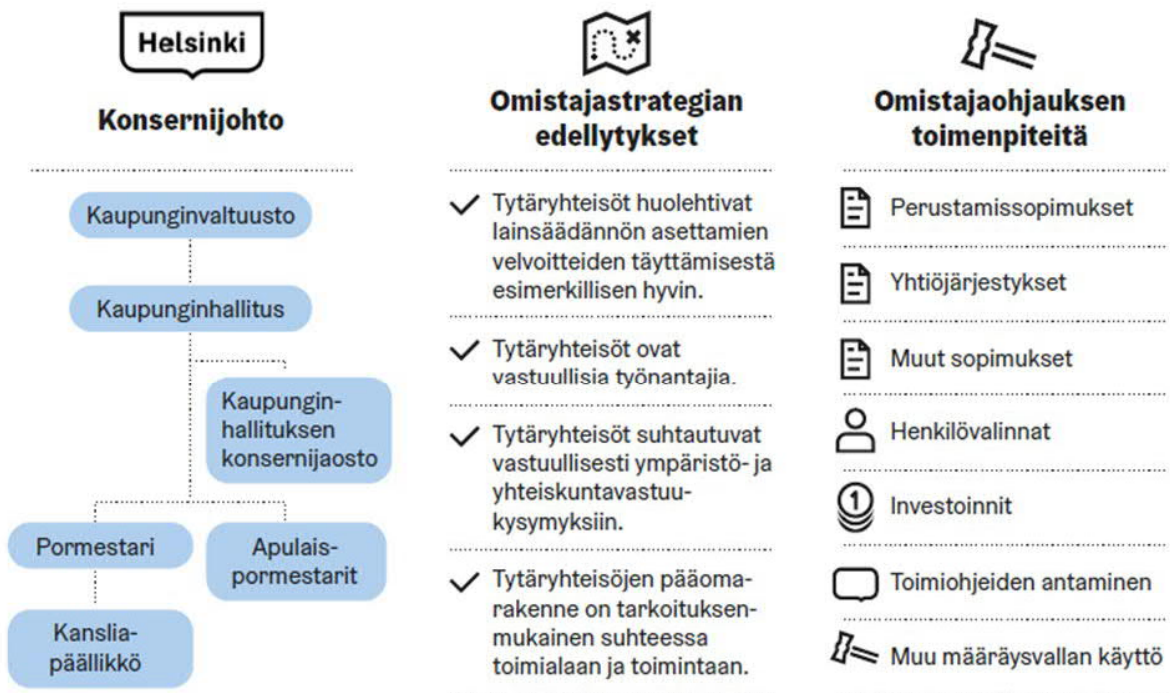 Helsinki
Konsernijohto
Kaupunginvaltuusto
Kaupunginhallitus
Kaupungin-
hallituksen
konsernijaosto
Pormestari
Apulais-
pormestarit
Kanslia-
päällikkö
Omistajastrategian
edellytykset
Tytäryhteisöt huolehtivat
lainsäädännön asettamien
velvoitteiden täyttämisestä
esimerkillisen hyvin.
Tytäryhteisöt ovat
vastuullisia työnantajia.
Tytäryhteisöt suhtautuvat
vastuullisesti ympäristö- ja
yhteiskuntavastuu-
kysymyksiin.
Tytäryhteisöjen pääoma-
rakenne on tarkoituksen-
mukainen suhteessa
toimialaan ja toimintaan.
Omistajaohjauksen
toimenpiteitä
Perustamissopimukset
Yhtiöjärjestykset
Muut sopimukset
Henkilövalinnat
1
Investoinnit
Toimiohjeiden antaminen
Muu määräysvallan käyttö